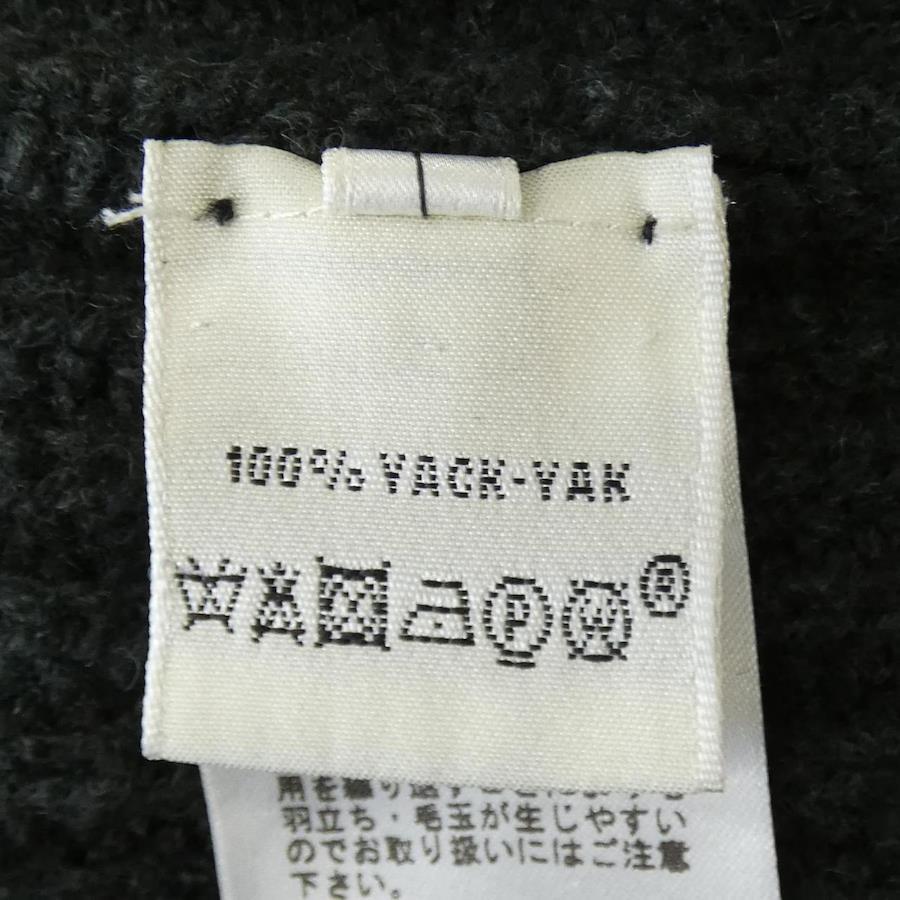 100% YACK-YAK
P W R
用を繰り返すことにより毛
羽立ち・毛玉が生じやすい
のでお取り扱いにはご注意
下さい。